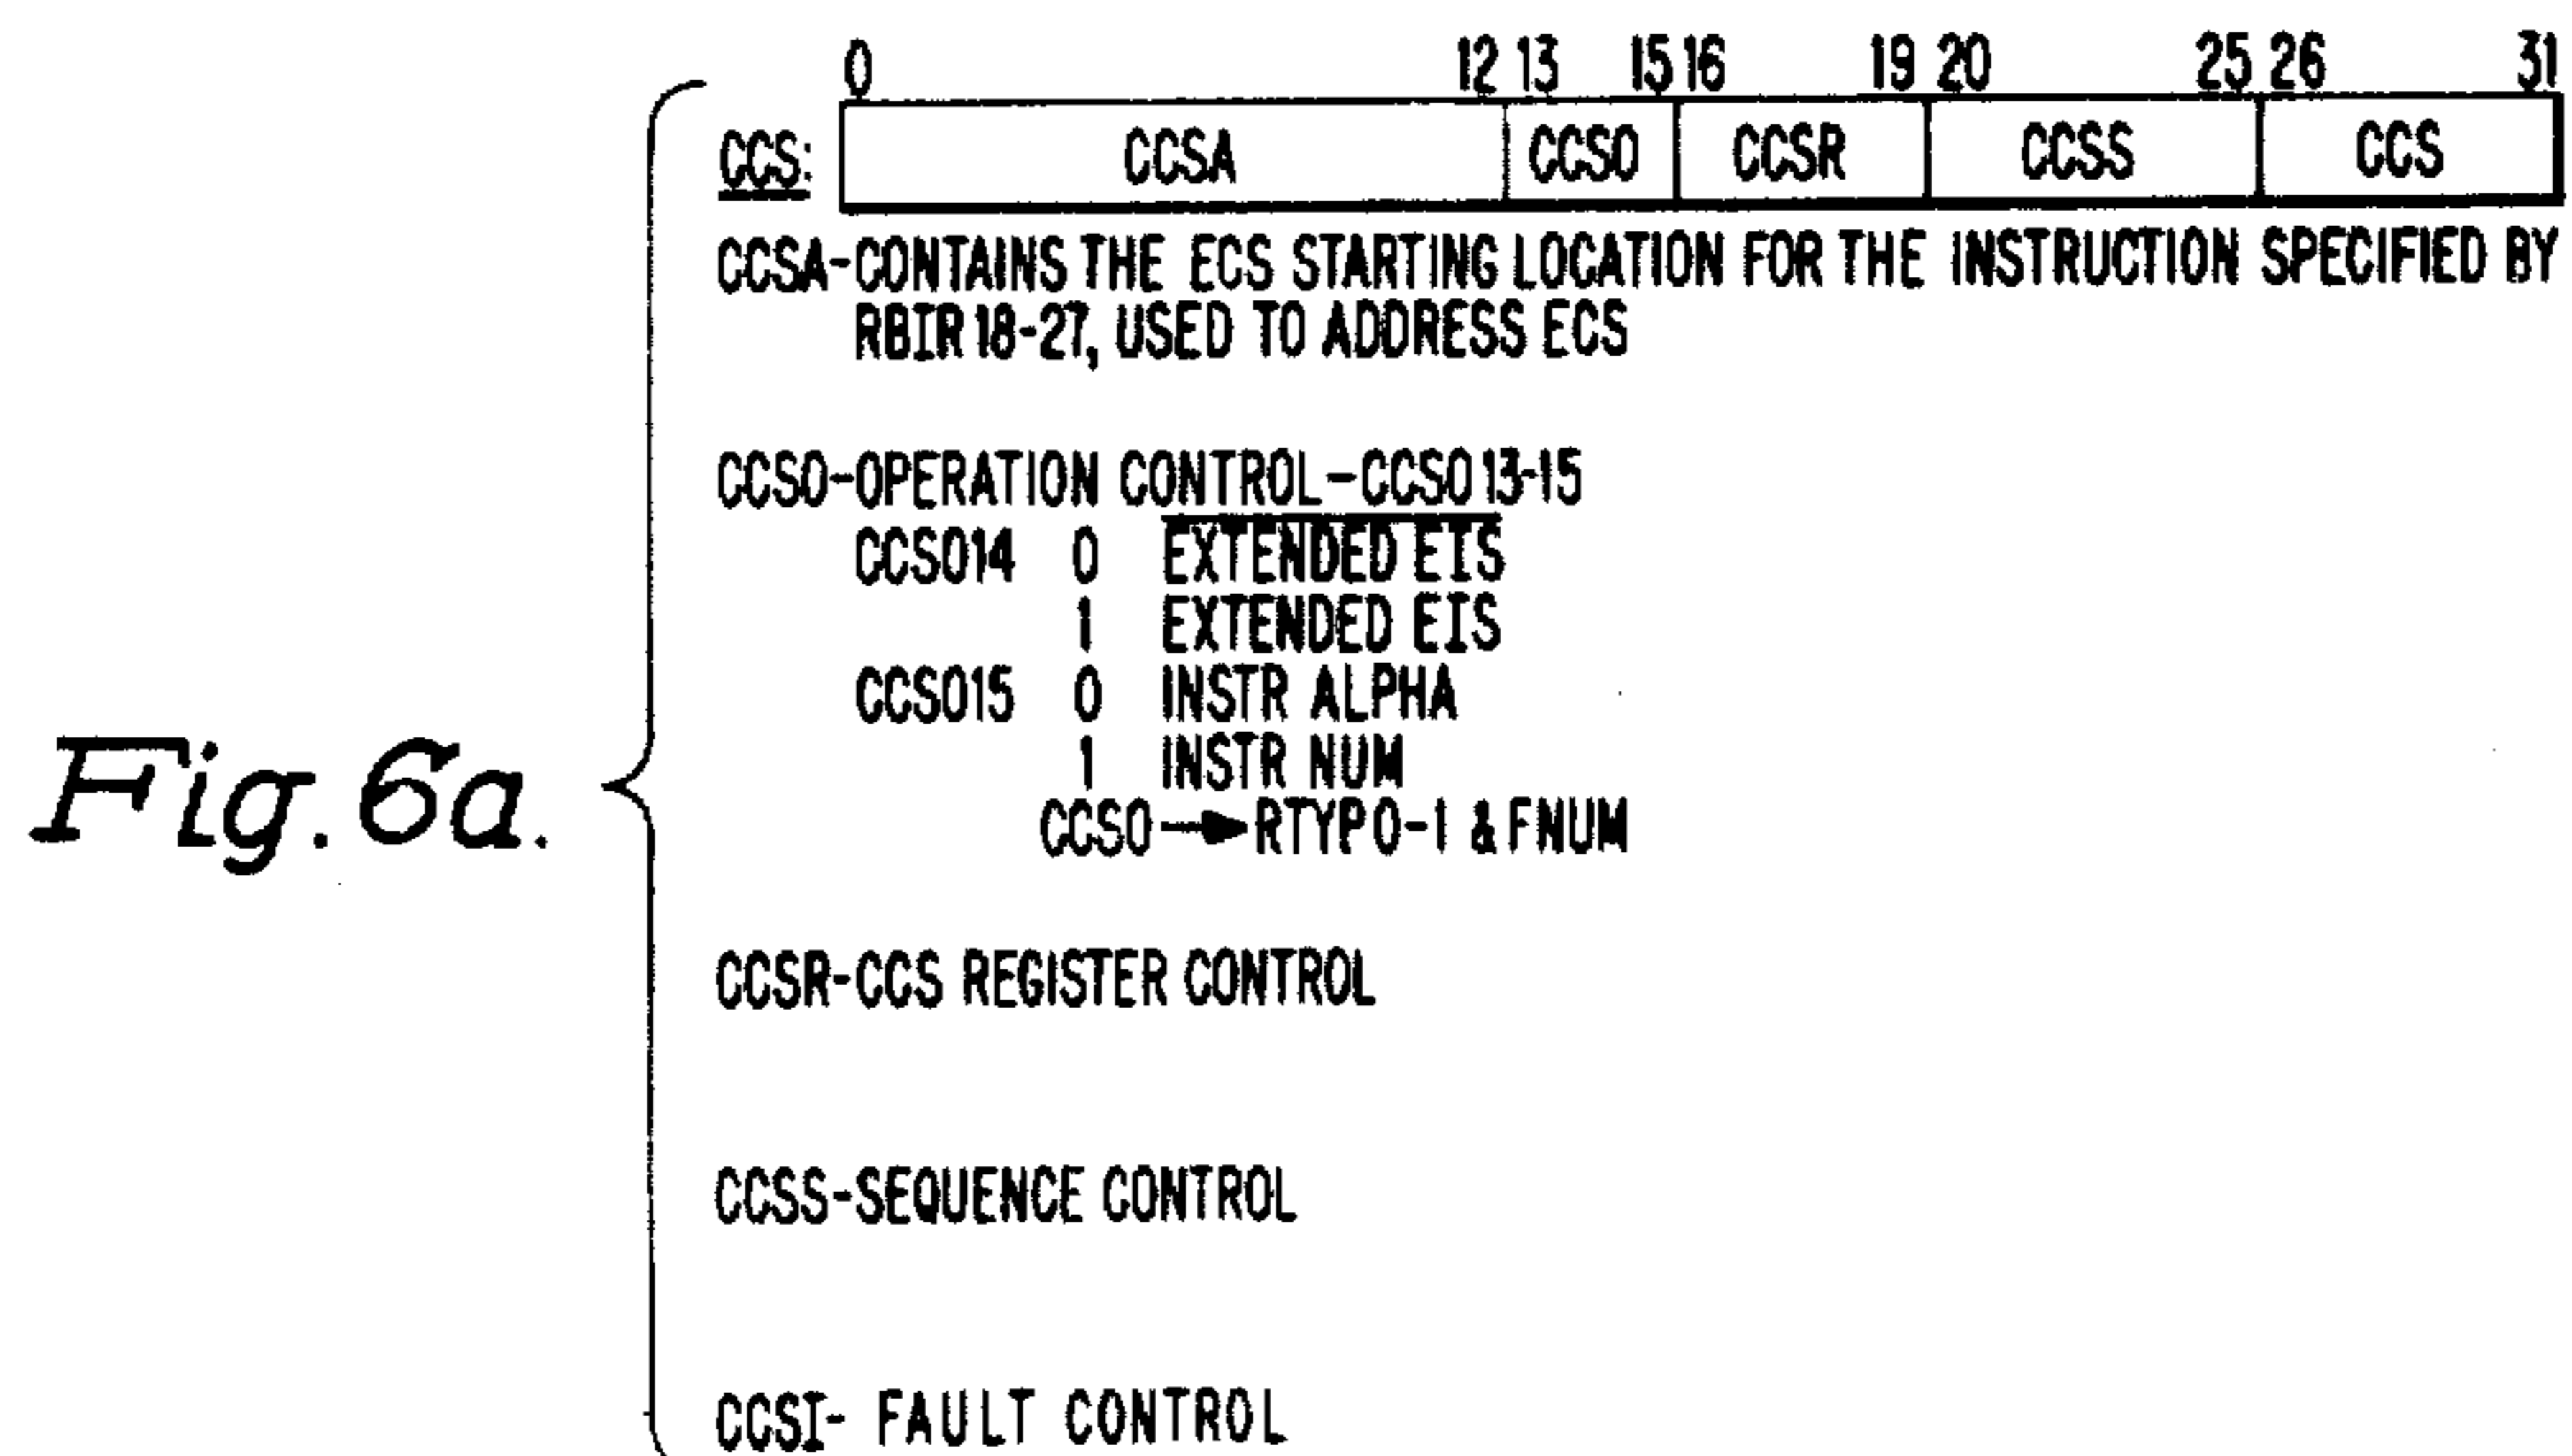 0 12 13 15 16 19 20 25 26 31
CCS: CCSA CCSO CCSR CCSS CCS
CCSA-CONTAINS THE ECS STARTING LOCATION FOR THE INSTRUCTION SPECIFIED BY
RBIR 18-27, USED TO ADDRESS ECS
CCSO-OPERATION CONTROL-CCSO 13-15
CCSO14 0 EXTENDED EIS
1 EXTENDED EIS
CCSO15 0 INSTR ALPHA
1 INSTR NUM
CCSO→RTYP0-1 & FNUM
Fig. 6a.
CCSR-CCS REGISTER CONTROL
CCSS-SEQUENCE CONTROL
CCSI- FAULT CONTROL